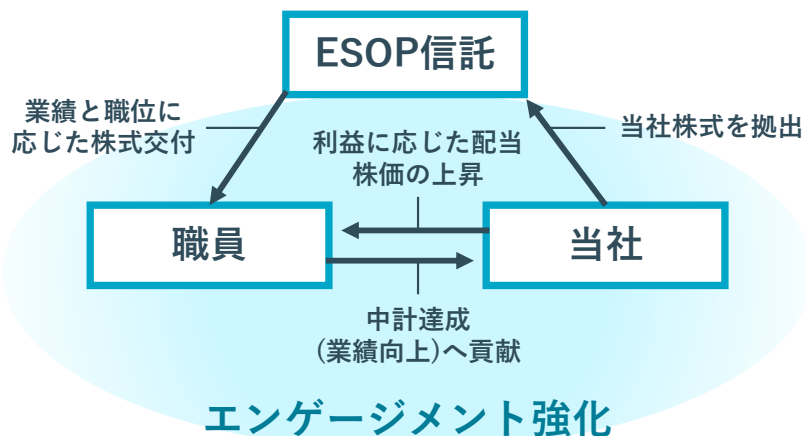 ESOP信託
業績と職位に
応じた株式交付
当社株式を拠出
利益に応じた配当
株価の上昇
職員
当社
中計達成
(業績向上)へ貢献
エンゲージメント強化